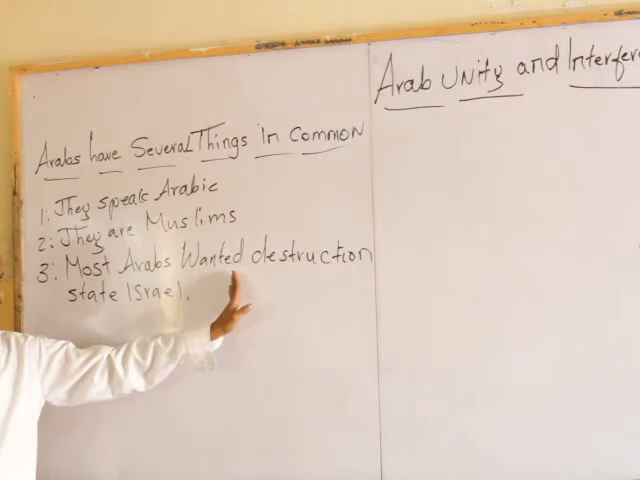 Arabs have Several Things in Common
1: They speak Arabic
2: They are Muslims
3: Most Arabs Wanted destruction
state Israel.
Arab Unity and